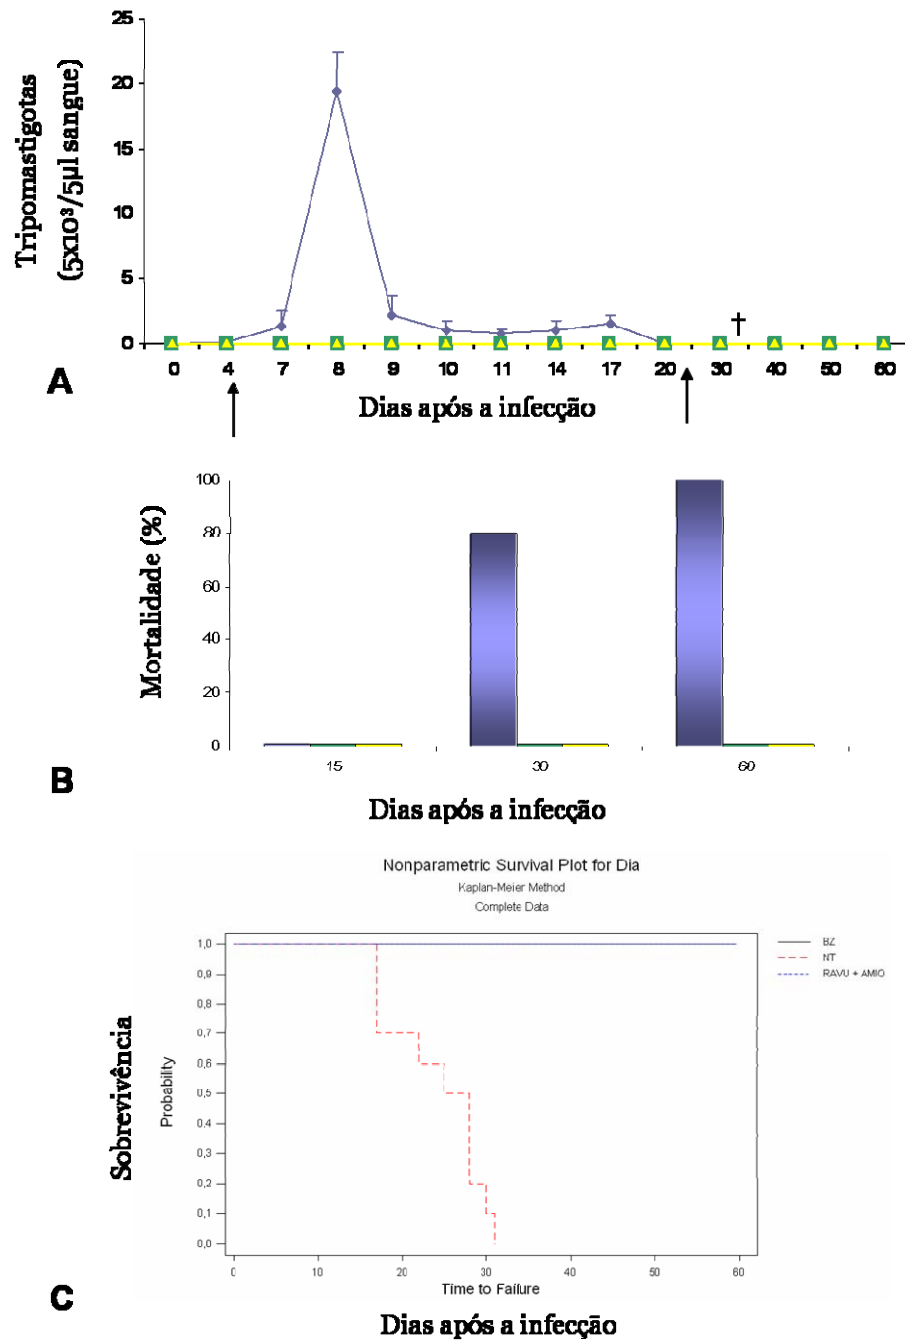 25
20
15
10
5
0
Tripomastigotas
(5x10³/5µl sangue)
†
0 4 7 8 9 10 11 14 17 20 30 40 50 60
A
Dias após a infecção
100
80
60
40
20
0
Mortalidade (%)
15 30 60
B
Dias após a infecção
Nonparametric Survival Plot for Dia
Kaplan-Meier Method
Complete Data
BZ
NT
RAVU + AMIO
1,0
0,9
0,8
0,7
0,6
0,5
0,4
0,3
0,2
0,1
0,0
Sobrevivência
Probability
0 10 20 30 40 50 60
Time to Failure
C
Dias após a infecção